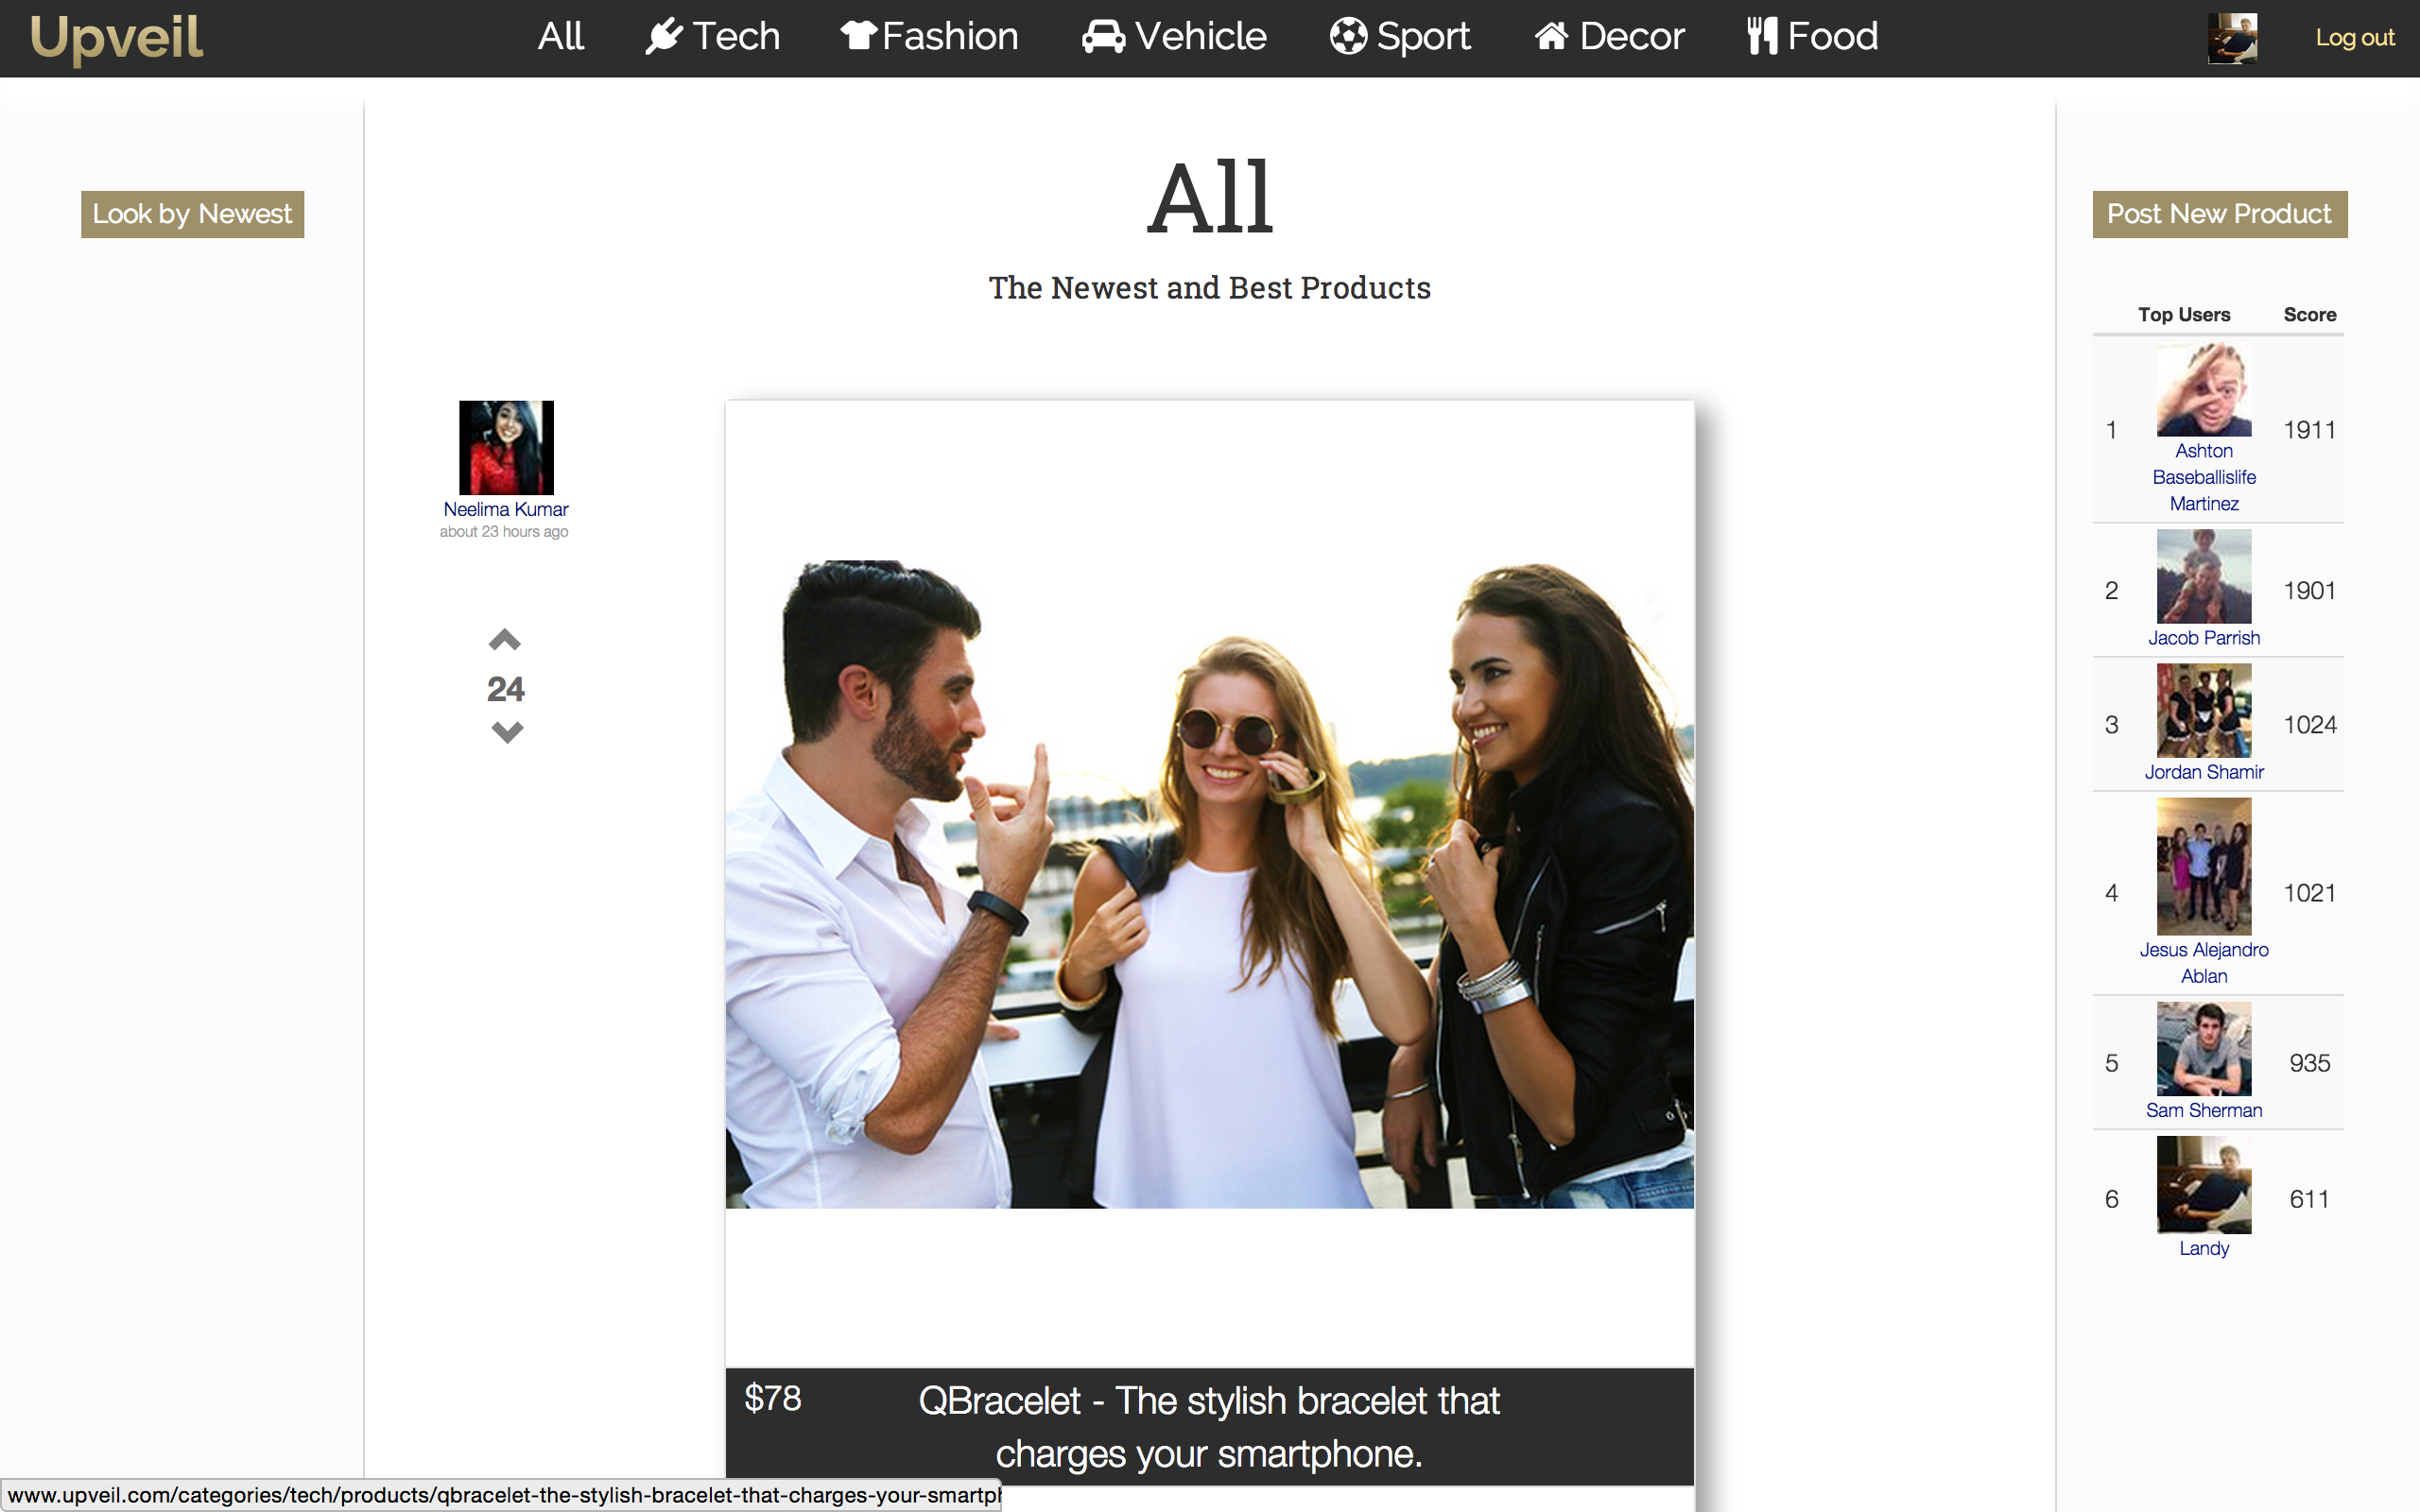 Upveil
All
Tech
Fashion
Vehicle
Sport
Decor
Food
Log out
Look by Newest
All
The Newest and Best Products
Post New Product
Neelima Kumar
about 23 hours ago
24
$78
QBracelet - The stylish bracelet that
charges your smartphone.
Top Users Score
1
Ashton
Baseballislife
Martinez
1911
2
Jacob Parrish
1901
3
Jordan Shamir
1024
4
Jesus Alejandro
Ablan
1021
5
Sam Sherman
935
6
Landy
611
www.upveil.com/categories/tech/products/qbracelet-the-stylish-bracelet-that-charges-your-smartp